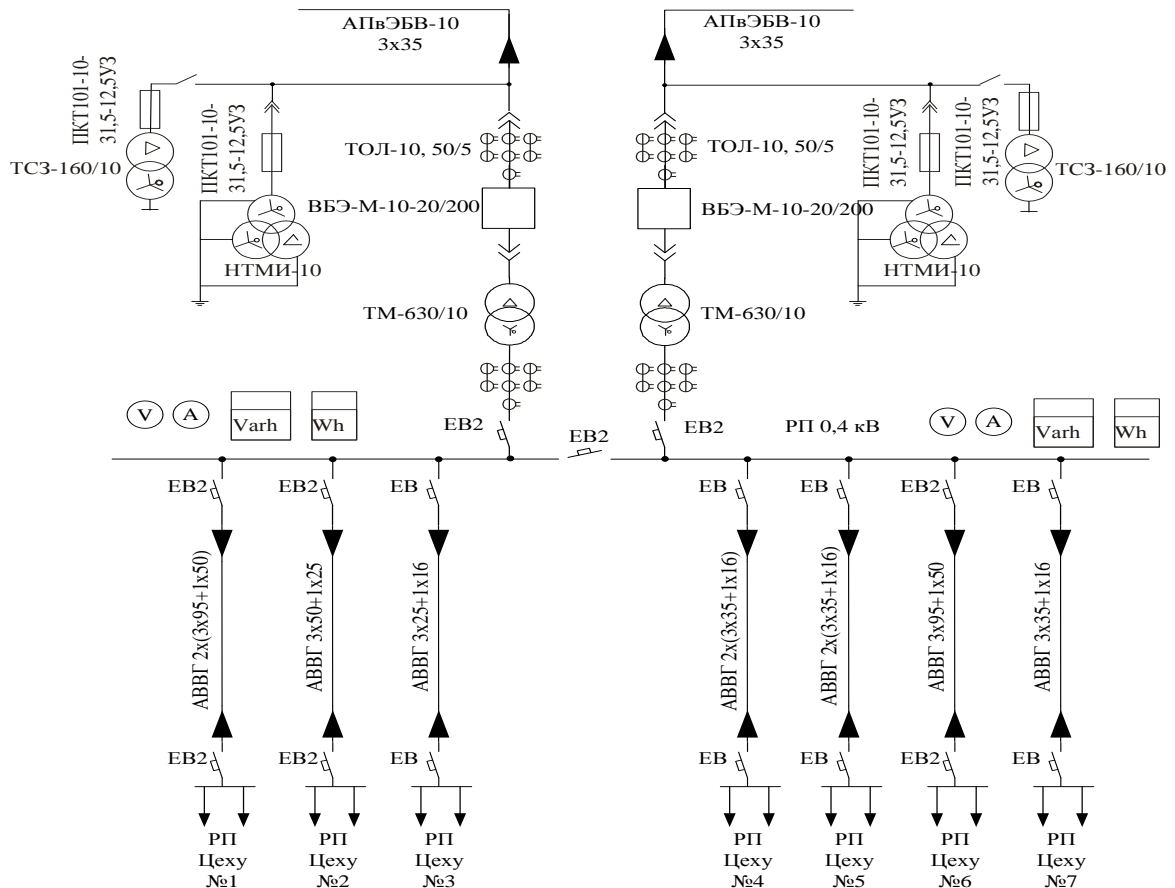 АПвЭБВ-10
3х35
АПвЭБВ-10
3х35
ПКТ101-10-
31,5-12,5УЗ
ПКТ101-10-
31,5-12,5УЗ
ТСЗ-160/10
ТОЛ-10, 50/5
ВБЭ-М-10-20/200
НТМИ-10
ТМ-630/10
ТОЛ-10, 50/5
ВБЭ-М-10-20/200
ПКТ101-10-
31,5-12,5УЗ
ПКТ101-10-
31,5-12,5УЗ
ТСЗ-160/10
НТМИ-10
ТМ-630/10
V
A
Varh
Wh
ЕВ2
ЕВ2
ЕВ2
РП 0,4 кВ
V
A
Varh
Wh
ЕВ2
ЕВ2
ЕВ
ЕВ
ЕВ
ЕВ2
ЕВ
АВВГ 2х(3х95+1х50)
АВВГ 3х50+1х25
АВВГ 3х25+1х16
АВВГ 2х(3х35+1х16)
АВВГ 2х(3х35+1х16)
АВВГ 3х95+1х50
АВВГ 3х35+1х16
ЕВ2
ЕВ2
ЕВ
ЕВ
ЕВ
ЕВ2
ЕВ
РП
Цеху
№1
РП
Цеху
№2
РП
Цеху
№3
РП
Цеху
№4
РП
Цеху
№5
РП
Цеху
№6
РП
Цеху
№7